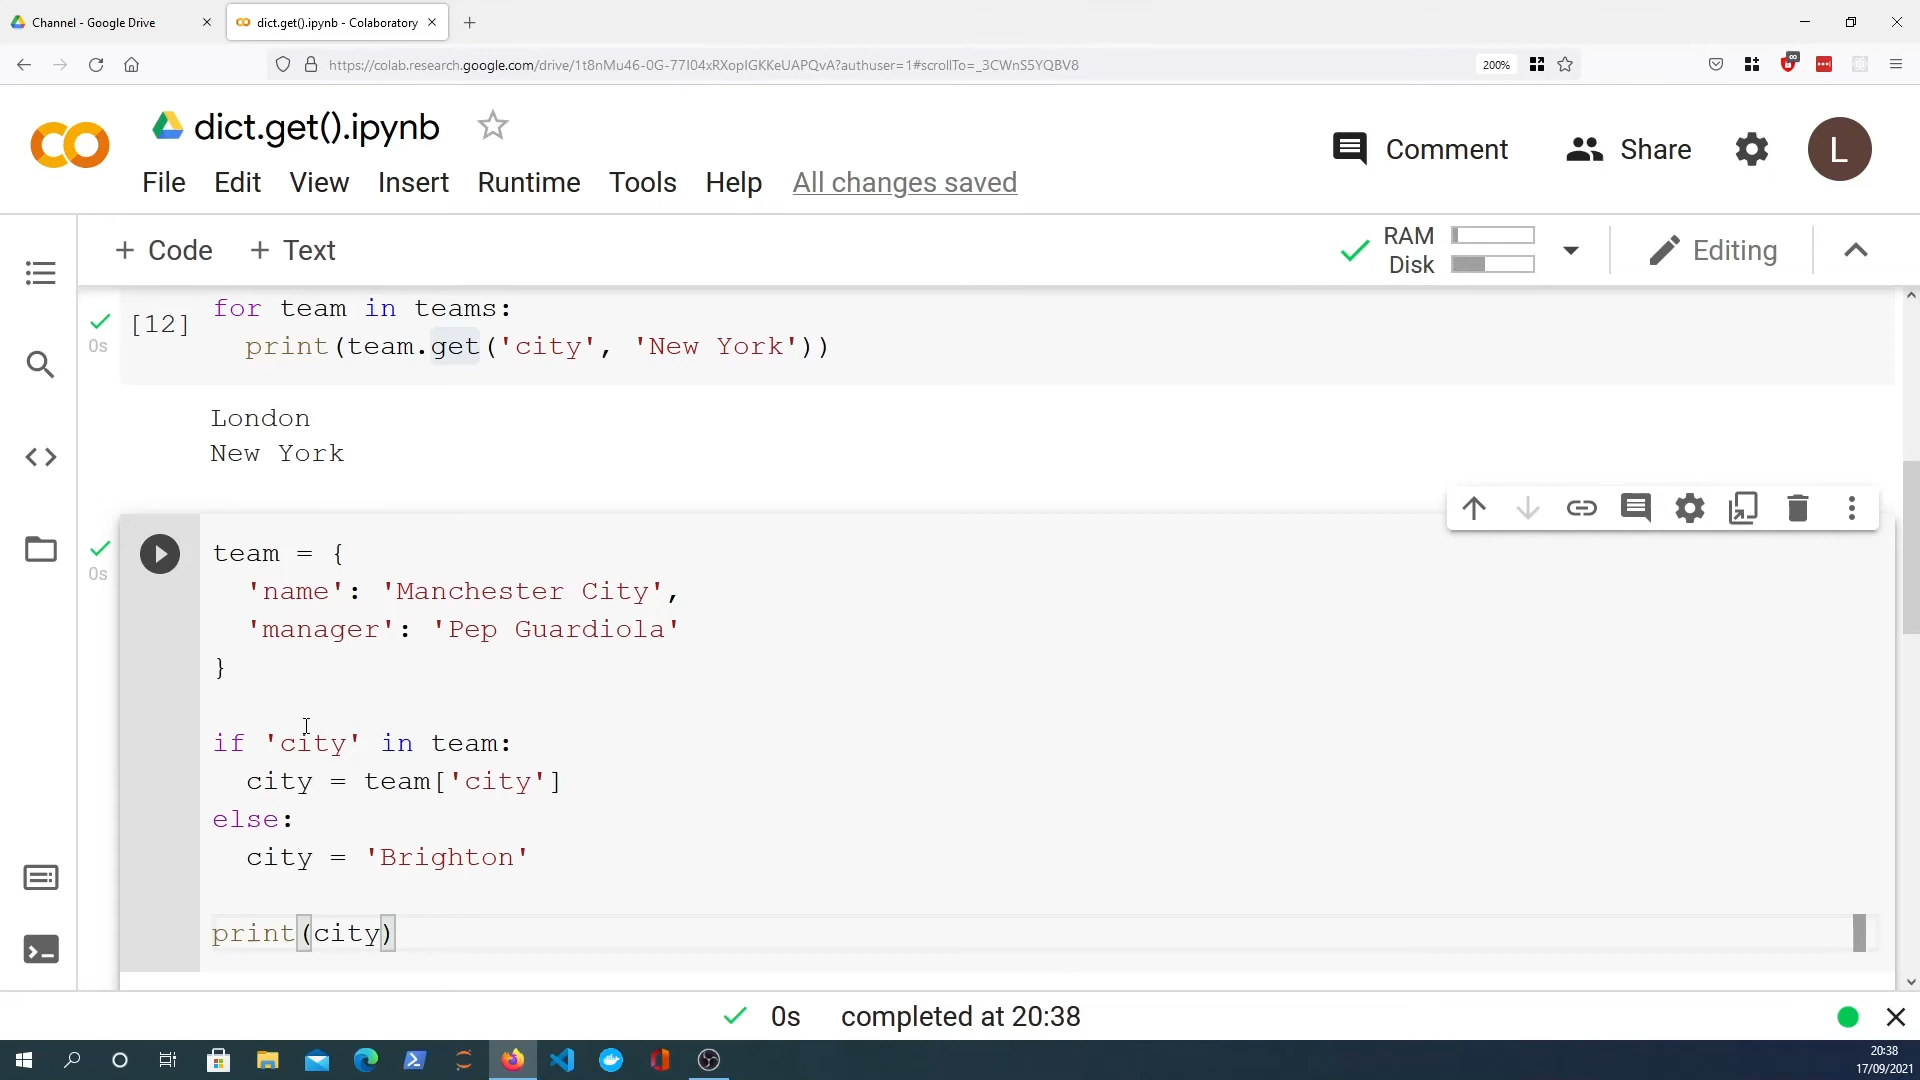 Channel - Google Drive
dict.get().ipynb - Colaboratory
https://colab.research.google.com/drive/1t8nMu46-0G-77I04xRXopIGKKeUAPQvA?authuser=1#scrollTo=_3CWnS5YQBV8
200%
dict.get().ipynb
Comment
Share
L
File Edit View Insert Runtime Tools Help All changes saved
+ Code + Text
RAM
Disk
Editing
[12]
0s
for team in teams:
print(team.get('city', 'New York'))
London
New York
0s
team = {
'name': 'Manchester City',
'manager': 'Pep Guardiola'
}
if 'city' in team:
city = team['city']
else:
city = 'Brighton'
print(city)
0s completed at 20:38
20:38
17/09/2021